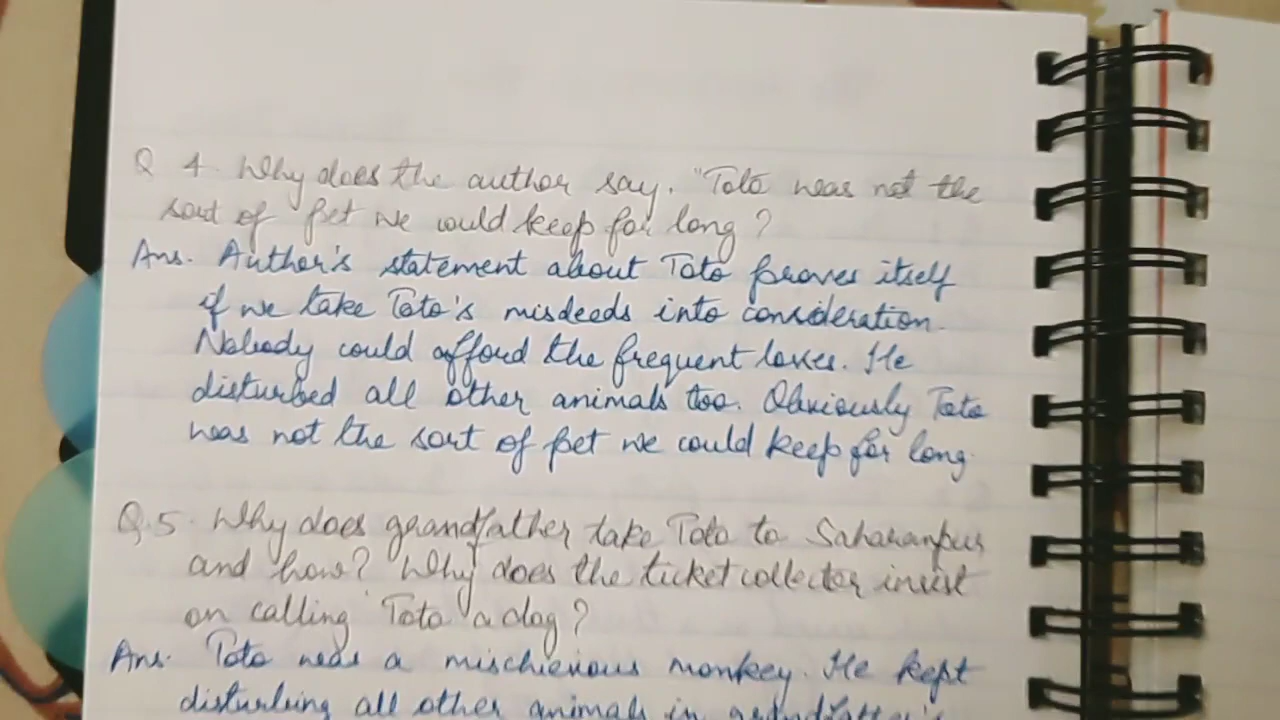 Q 4. Why does the author say. "Toto was not the
sort of pet we could keep for long?
Ans. Author's statement about Toto proves itself
if we take Toto's misdeeds into consideration.
Nobody could afford the frequent loses. He
disturbed all other animals too. Obviously Toto
was not the sort of pet we could keep for long.
Q.5. Why does grandfather take Toto to Saharanpur
and how? Why does the ticket collector insist
on calling Toto a dog?
Ans. Toto was a mischievous monkey. He kept
disturbing all other animals in grandfather's